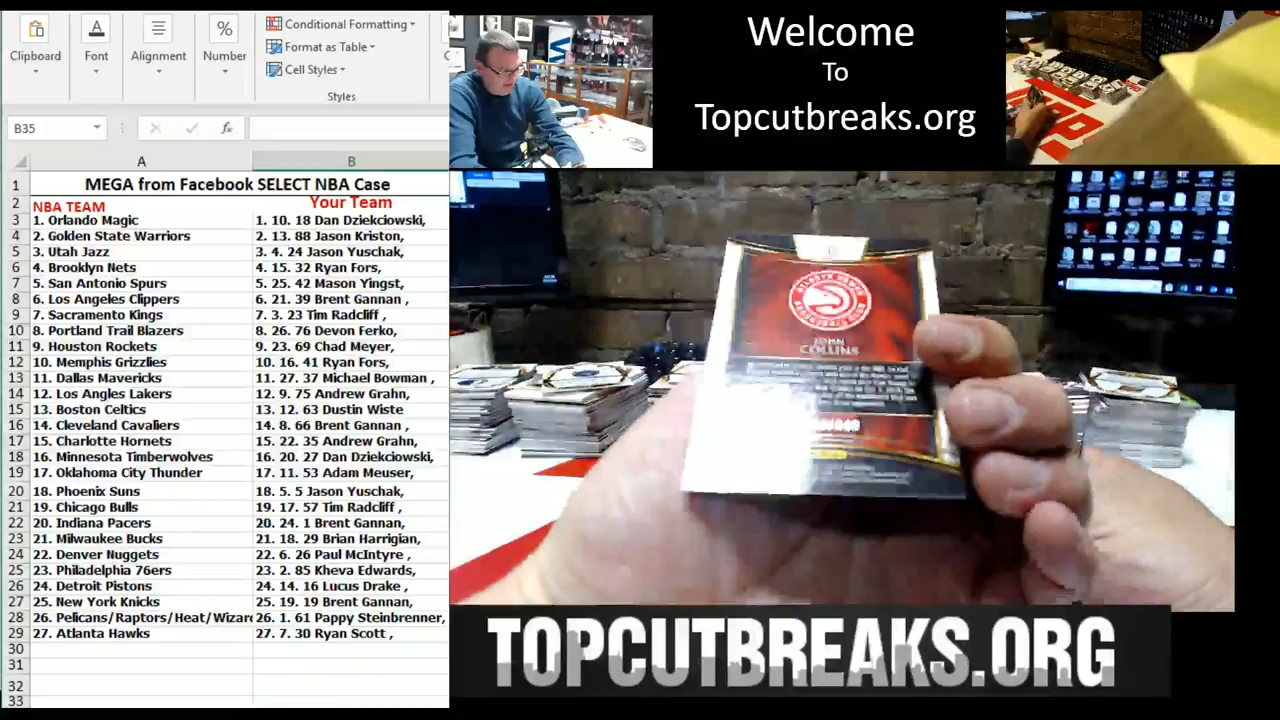 Clipboard
Font
Alignment
Number
Conditional Formatting
Format as Table
Cell Styles
Styles
B35
fx
A B
1 MEGA from Facebook SELECT NBA Case
2 NBA TEAM Your Team
3 1. Orlando Magic 1. 10. 18 Dan Dziekciowski,
4 2. Golden State Warriors 2. 13. 88 Jason Kriston,
5 3. Utah Jazz 3. 4. 24 Jason Yuschak,
6 4. Brooklyn Nets 4. 15. 32 Ryan Fors,
7 5. San Antonio Spurs 5. 25. 42 Mason Yingst,
8 6. Los Angeles Clippers 6. 21. 39 Brent Gannan ,
9 7. Sacramento Kings 7. 3. 23 Tim Radcliff ,
10 8. Portland Trail Blazers 8. 26. 76 Devon Ferko,
11 9. Houston Rockets 9. 23. 69 Chad Meyer,
12 10. Memphis Grizzlies 10. 16. 41 Ryan Fors,
13 11. Dallas Mavericks 11. 27. 37 Michael Bowman ,
14 12. Los Angles Lakers 12. 9. 75 Andrew Grahn,
15 13. Boston Celtics 13. 12. 63 Dustin Wiste
16 14. Cleveland Cavaliers 14. 8. 66 Brent Gannan ,
17 15. Charlotte Hornets 15. 22. 35 Andrew Grahn,
18 16. Minnesota Timberwolves 16. 20. 27 Dan Dziekciowski,
19 17. Oklahoma City Thunder 17. 11. 53 Adam Meuser,
20 18. Phoenix Suns 18. 5. 5 Jason Yuschak,
21 19. Chicago Bulls 19. 17. 57 Tim Radcliff ,
22 20. Indiana Pacers 20. 24. 1 Brent Gannan,
23 21. Milwaukee Bucks 21. 18. 29 Brian Harrigian,
24 22. Denver Nuggets 22. 6. 26 Paul McIntyre ,
25 23. Philadelphia 76ers 23. 2. 85 Kheva Edwards,
26 24. Detroit Pistons 24. 14. 16 Lucus Drake ,
27 25. New York Knicks 25. 19. 19 Brent Gannan,
28 26. Pelicans/Raptors/Heat/Wizard 26. 1. 61 Pappy Steinbrenner,
29 27. Atlanta Hawks 27. 7. 30 Ryan Scott ,
30
31
32
33
Welcome
To
Topcutbreaks.org
JOHN
COLLINS
TOPCUTBREAKS.ORG